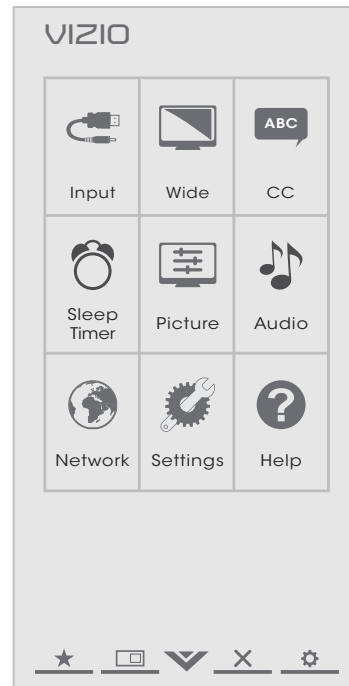 VIZIO
ABC
Input Wide CC
Sleep
Timer Picture Audio
Network Settings Help